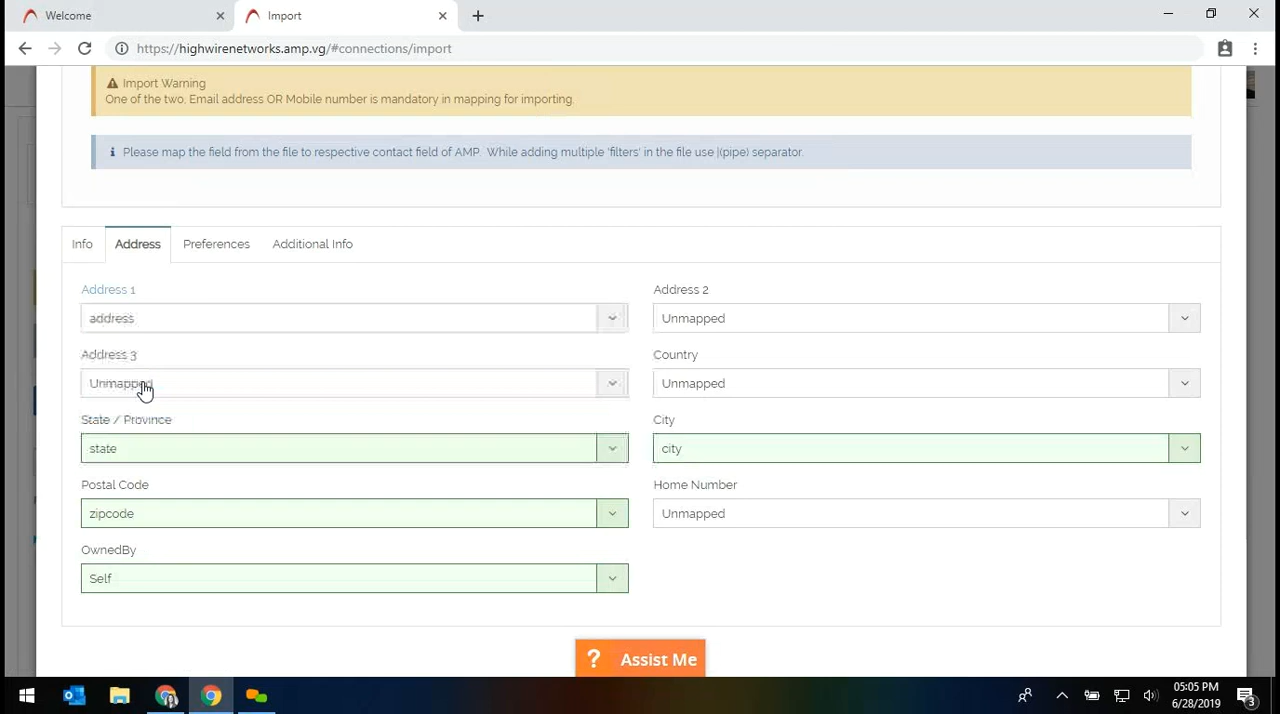 Welcome
Import
https://highwirenetworks.amp.vg/#connections/import
Import Warning
One of the two, Email address OR Mobile number is mandatory in mapping for importing.
Please map the field from the file to respective contact field of AMP. While adding multiple 'filters' in the file use |(pipe) separator.
Info Address Preferences Additional Info
Address 1 Address 2
address Unmapped
Address 3 Country
Unmapped Unmapped
State / Province City
state city
Postal Code Home Number
zipcode Unmapped
OwnedBy
Self
? Assist Me
05:05 PM
6/28/2019
3